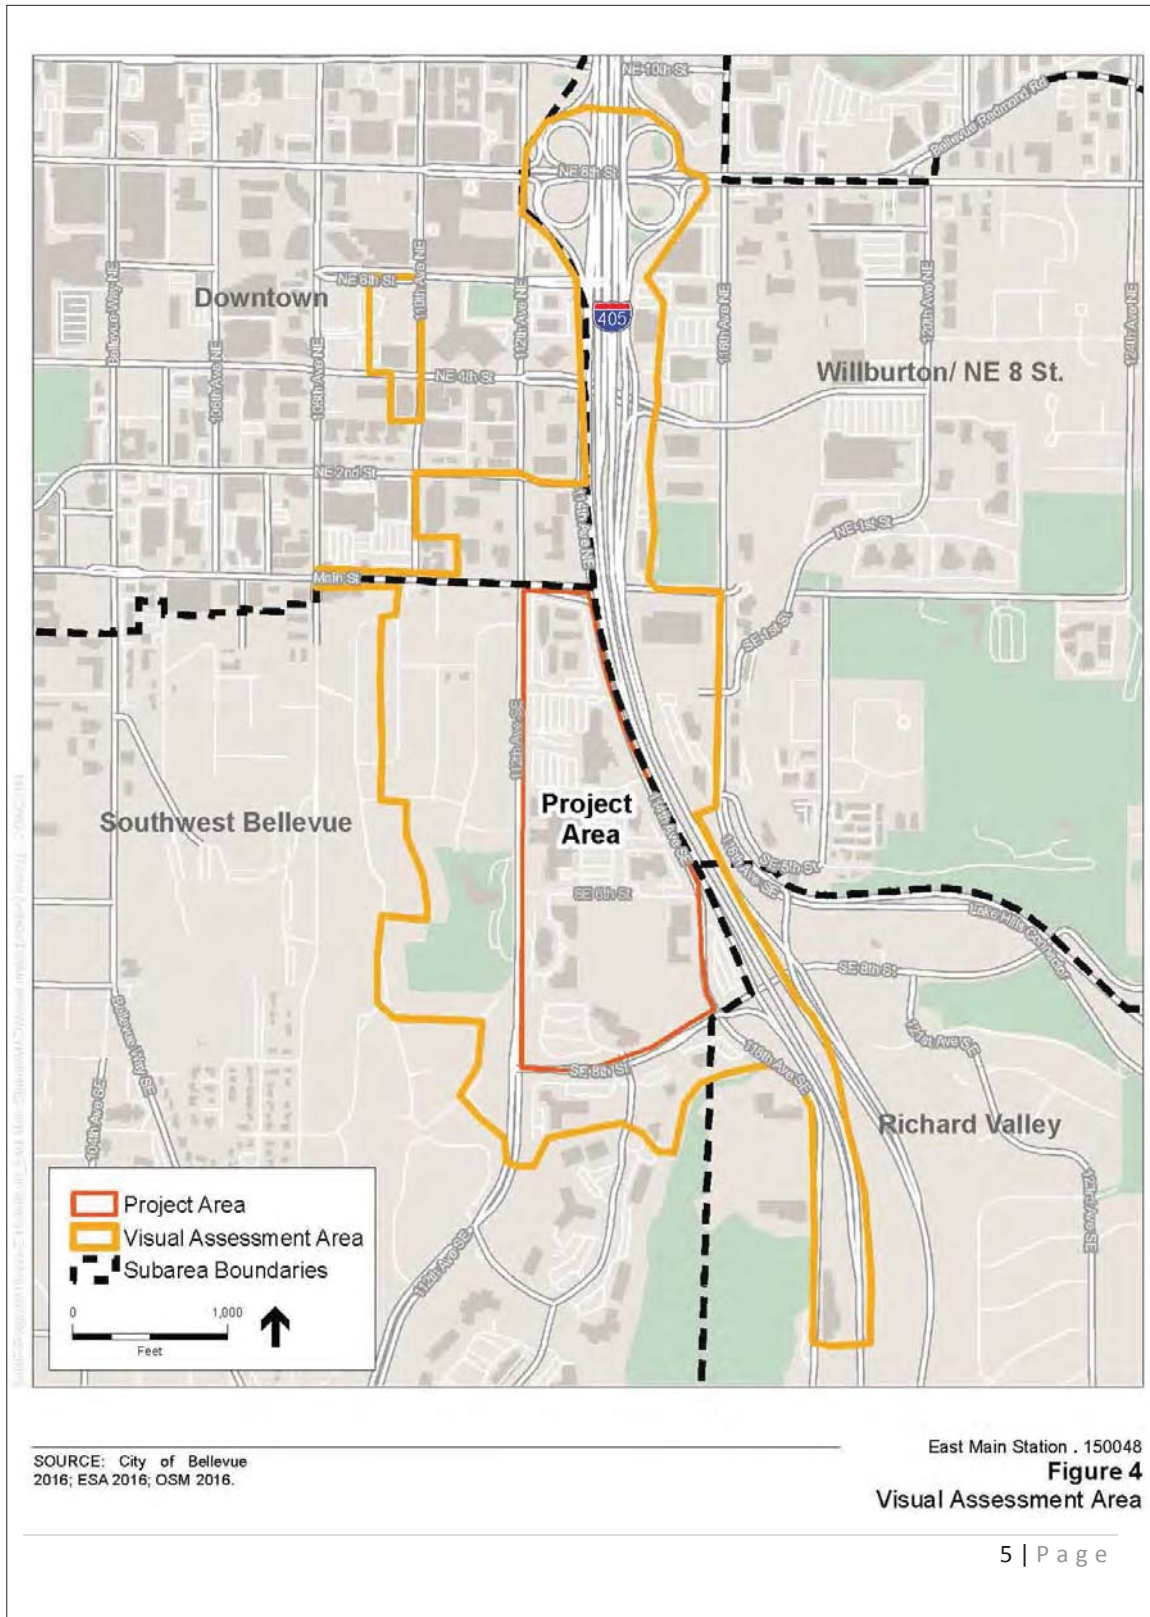 NE 10th St
Bellevue Redmond Rd
NE 8th St
Bellevue Way NE
106th Ave NE
108th Ave NE
110th Ave NE
112th Ave NE
NE 6th St
Downtown
405
116th Ave NE
120th Ave NE
124th Ave NE
NE 4th St
Willburton/ NE 8 St.
NE 2nd St
114th Ave NE
NE 1st St
Main St
SE 1st St
112th Ave SE
Project
Area
114th Ave SE
Southwest Bellevue
SE 5th St
116th Ave SE
SE 6th St
Lake Hills Connector
SE 8th St
121st Ave SE
Bellevue Way SE
104th Ave SE
SE 8th St
118th Ave SE
Richard Valley
123rd Ave SE
112th Ave SE
Project Area
Visual Assessment Area
Subarea Boundaries
0 1,000
Feet
SOURCE: City of Bellevue
2016; ESA 2016; OSM 2016.
East Main Station . 150048
Figure 4
Visual Assessment Area
5 | Page